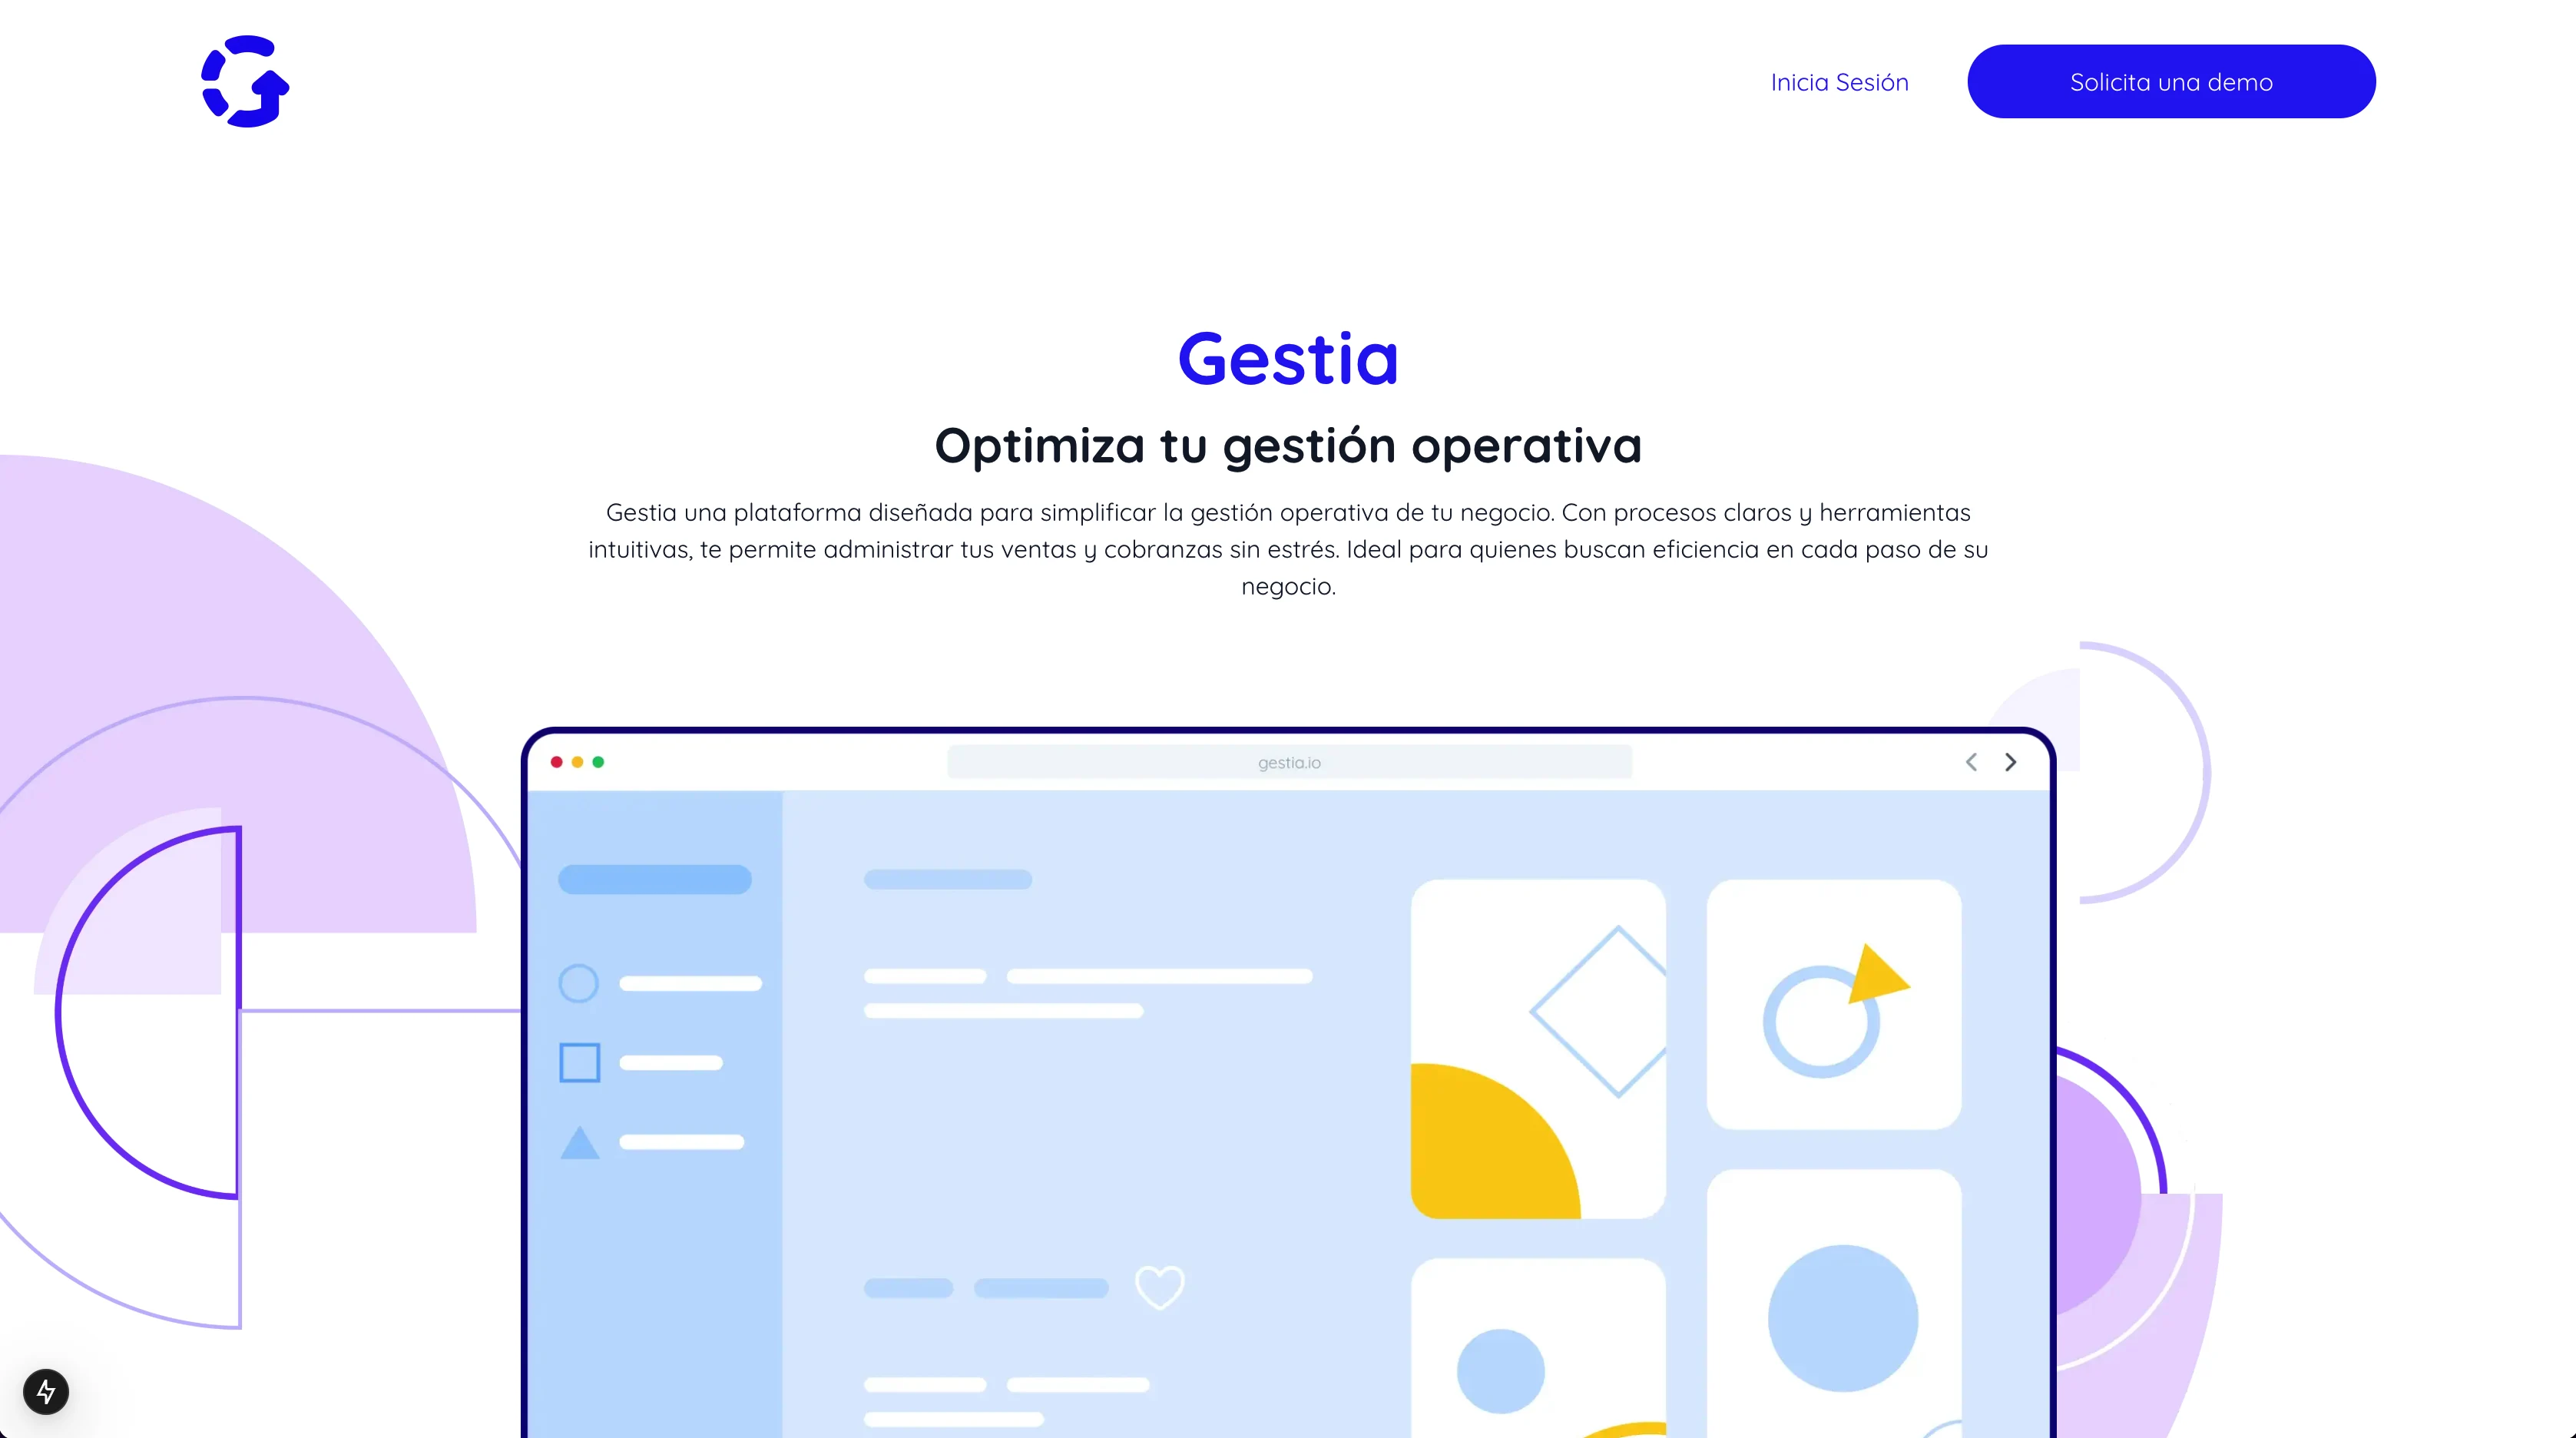 Inicia Sesión
Solicita una demo
Gestia
Optimiza tu gestión operativa
Gestia una plataforma diseñada para simplificar la gestión operativa de tu negocio. Con procesos claros y herramientas
intuitivas, te permite administrar tus ventas y cobranzas sin estrés. Ideal para quienes buscan eficiencia en cada paso de su
negocio.
gestia.io